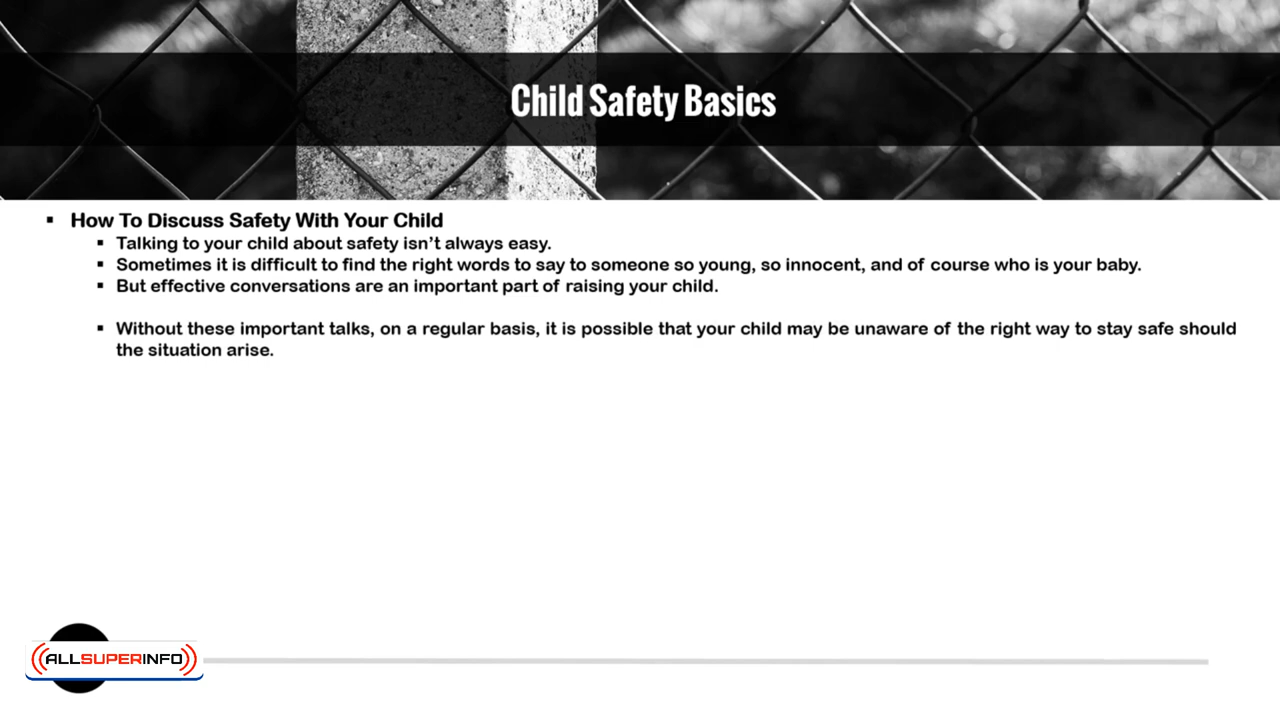 Child Safety Basics
▪ How To Discuss Safety With Your Child
▪ Talking to your child about safety isn’t always easy.
▪ Sometimes it is difficult to find the right words to say to someone so young, so innocent, and of course who is your baby.
▪ But effective conversations are an important part of raising your child.
▪ Without these important talks, on a regular basis, it is possible that your child may be unaware of the right way to stay safe should
the situation arise.
ALLSUPERINFO